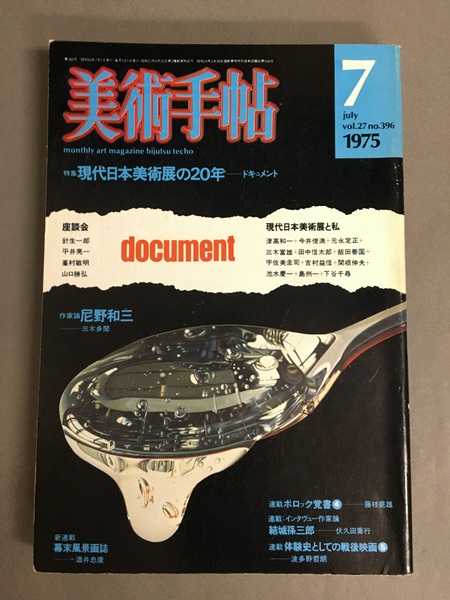 美術手帖
monthly art magazine bijutsu techo
7
july
vol.27 no.396
1975
特集 現代日本美術展の20年──ドキュメント
座談会
針生一郎
平井亮一
峯村敏明
山口勝弘
document
現代日本美術展と私
津高和一+今井俊満+元永定正+
三木富雄+田中信太郎+飯田善国+
宇佐美圭司+吉村益信+関根伸夫+
池水慶一+島州一+下谷千尋
作家論 尼野和三
──三木多聞
連載 ポロック覚書④──藤枝晃雄
連載:インタヴュー作家論
結城孫三郎──伏久田喬行
連載 体験史としての戦後映画⑤
──波多野哲朗
新連載
幕末風景画誌
──酒井忠康